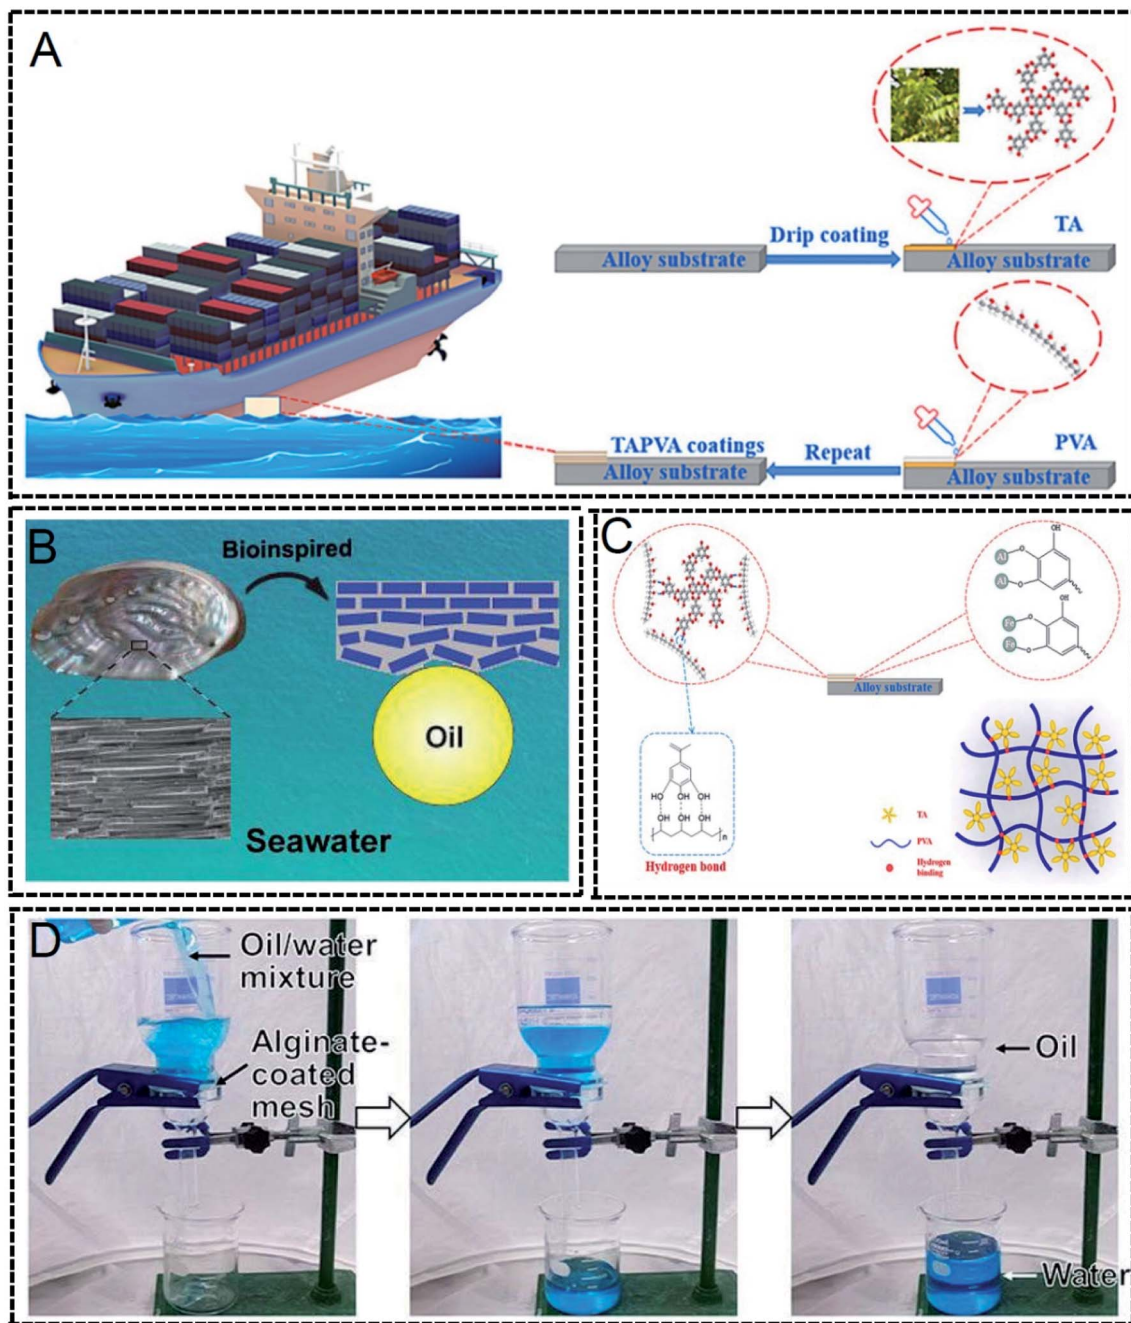 A
Drip coating
TA
Alloy substrate
Alloy substrate
TAPVA coatings
Repeat
PVA
Alloy substrate
Alloy substrate
B
Bioinspired
Oil
Seawater
C
OH
Al
Al
OH
Fe
Fe
Alloy substrate
HO OH OH
OH OH OH
n
Hydrogen bond
TA
PVA
Hydrogen
binding
D
Oil/water
mixture
Alginate-
coated
mesh
Oil
Water